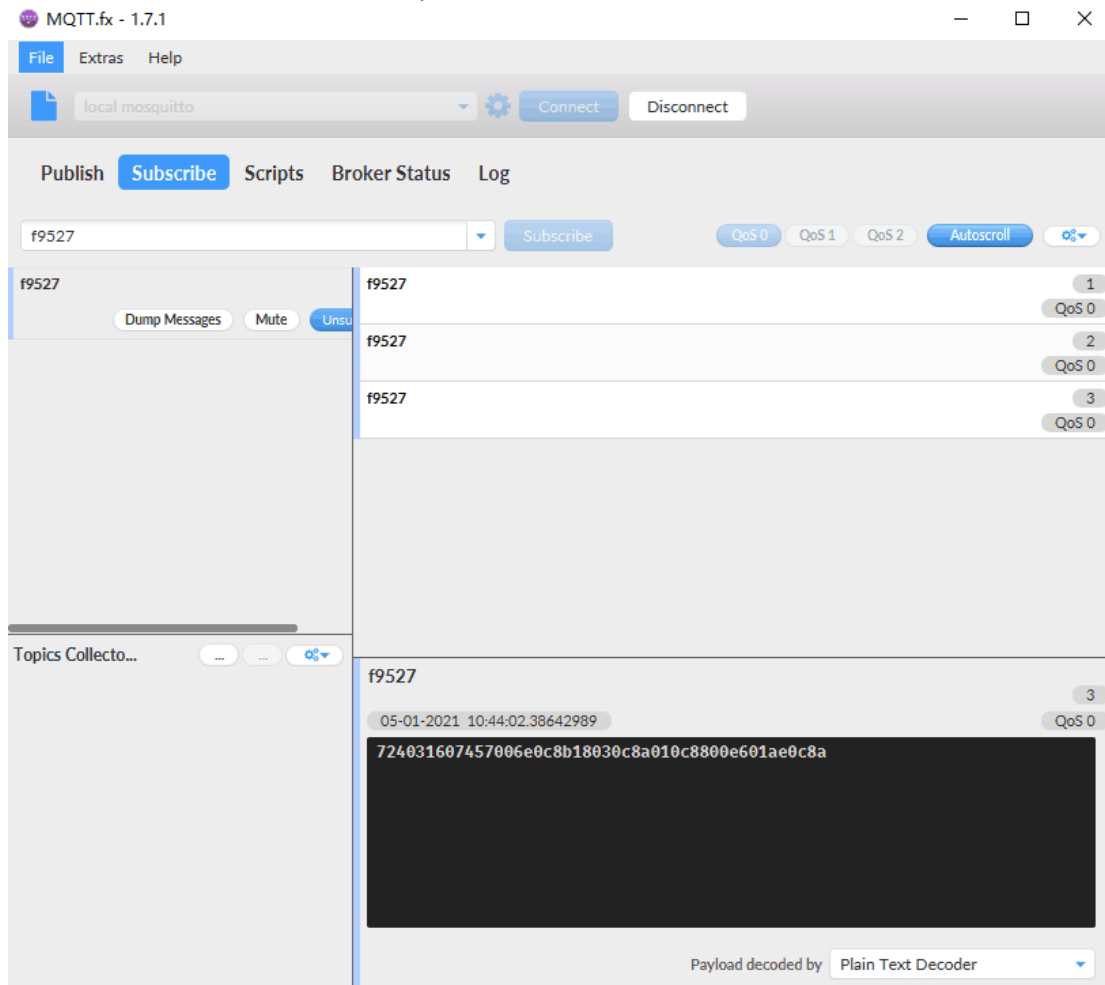 MQTT.fx - 1.7.1
File Extras Help
local mosquitto Connect Disconnect
Publish Subscribe Scripts Broker Status Log
f9527 Subscribe QoS 0 QoS 1 QoS 2 Autoscroll
f9527
Dump Messages Mute Unsu
f9527 1
QoS 0
f9527 2
QoS 0
f9527 3
QoS 0
Topics Collecto... ... ...
f9527
3
05-01-2021 10:44:02.38642989 QoS 0
724031607457006e0c8b18030c8a010c8800e601ae0c8a
Payload decoded by Plain Text Decoder